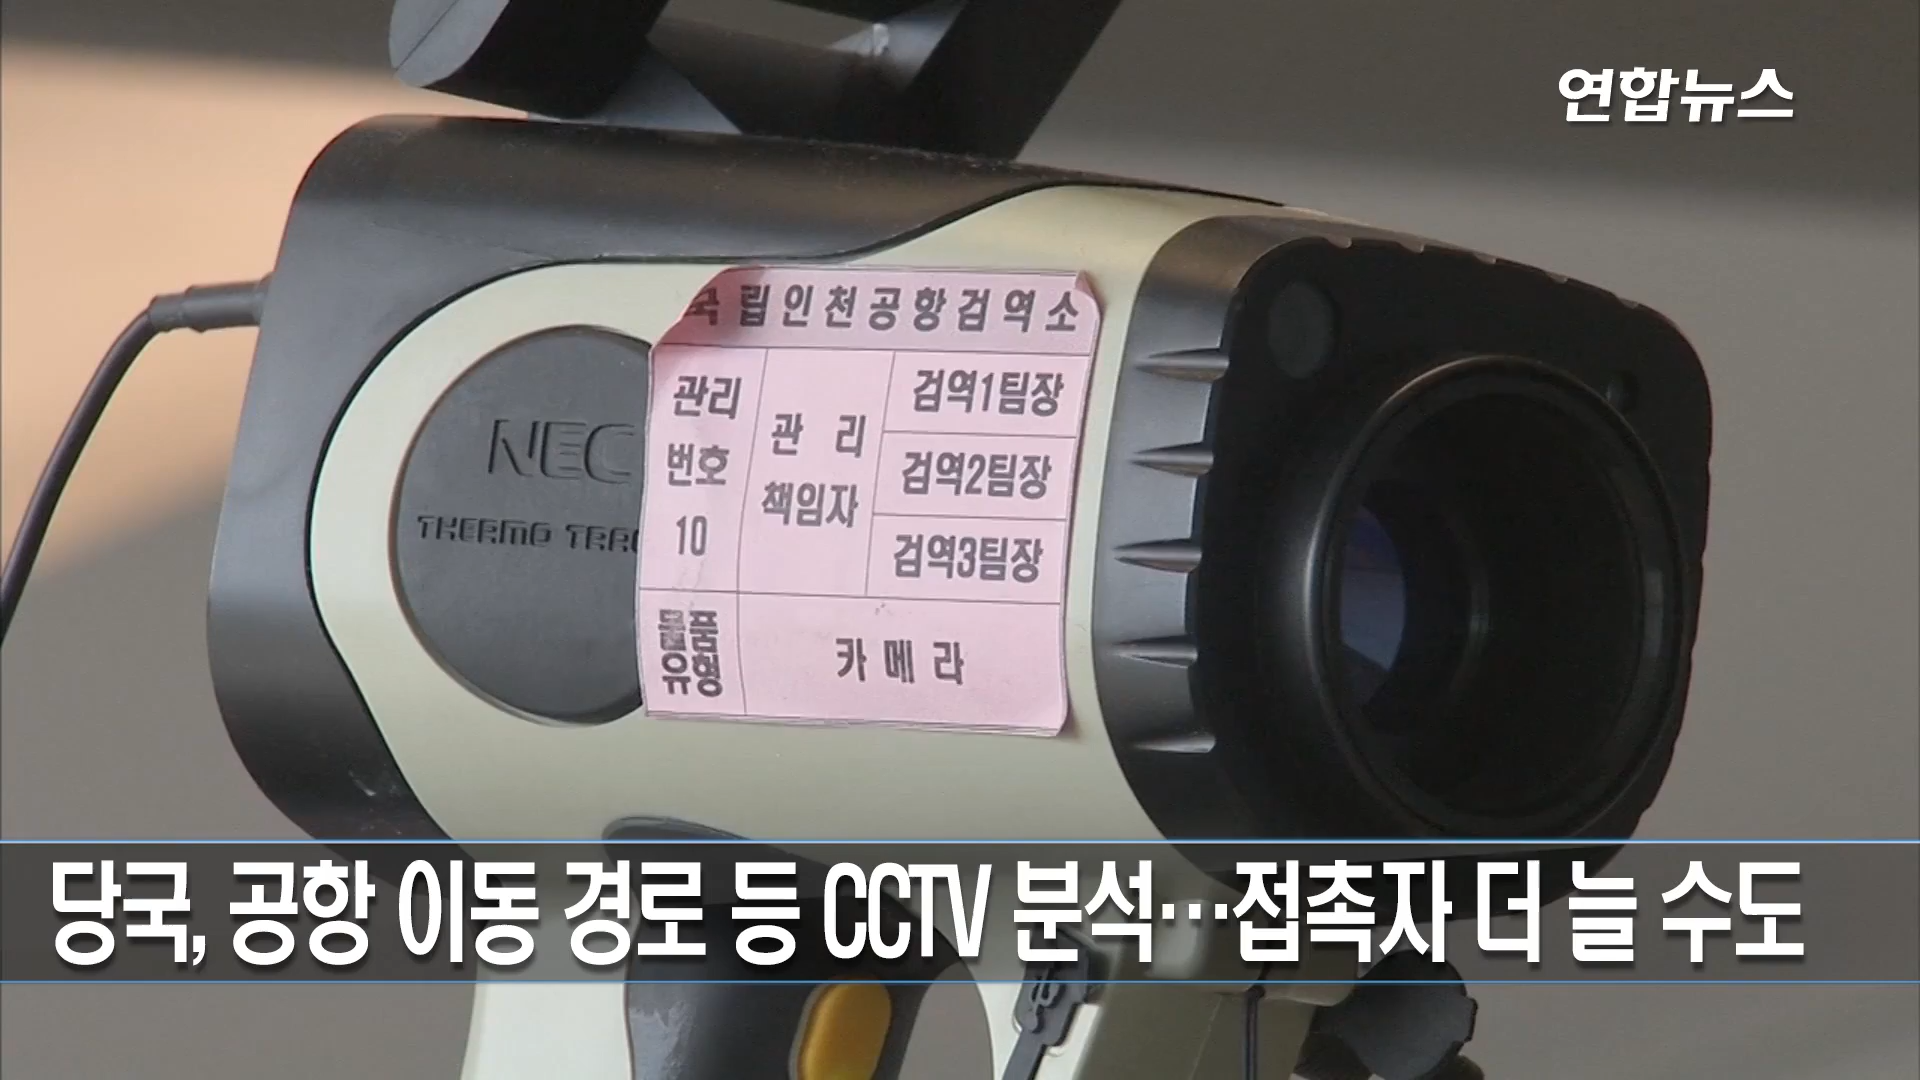 연합뉴스
국립인천공항검역소
관리 번호 10
관 리 책임자
검역1팀장
검역2팀장
검역3팀장
물품 유형
카메라
NEC
THERMO
당국, 공항 이동 경로 등 CCTV 분석…접촉자 더 늘 수도